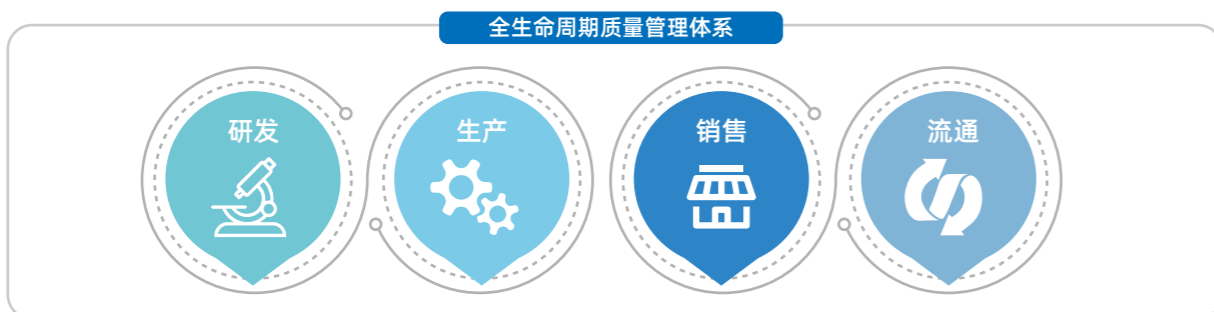 全生命周期质量管理体系
研发
生产
销售
流通